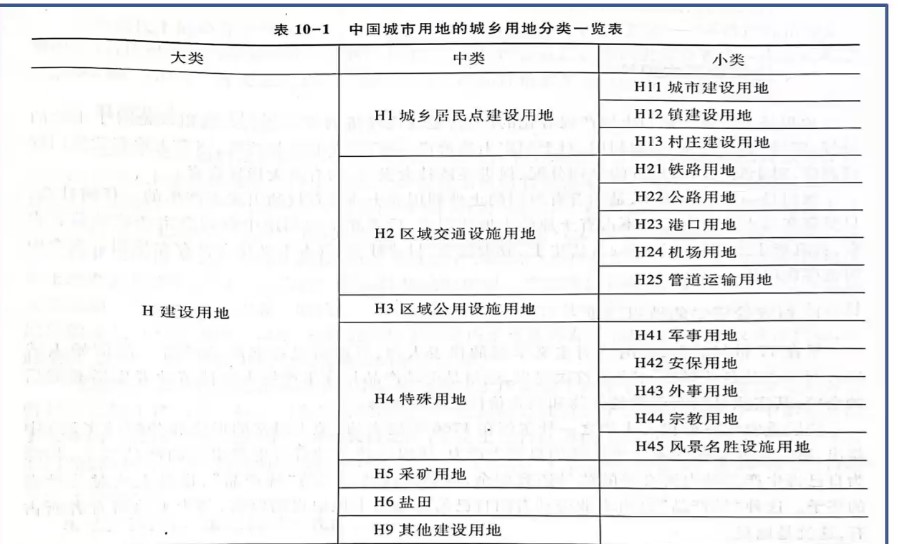 表 10-1 中国城市用地的城乡用地分类一览表
大类 中类 小类
H 建设用地
H1 城乡居民点建设用地
H11 城市建设用地
H12 镇建设用地
H13 村庄建设用地
H2 区域交通设施用地
H21 铁路用地
H22 公路用地
H23 港口用地
H24 机场用地
H25 管道运输用地
H3 区域公用设施用地
H4 特殊用地
H41 军事用地
H42 安保用地
H43 外事用地
H44 宗教用地
H45 风景名胜设施用地
H5 采矿用地
H6 盐田
H9 其他建设用地